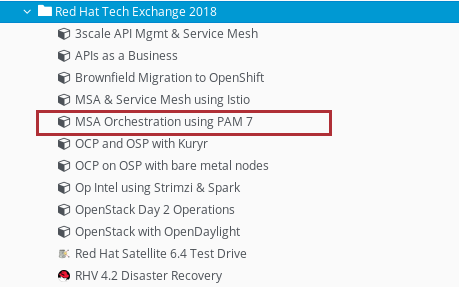 Red Hat Tech Exchange 2018
3scale API Mgmt & Service Mesh
APIs as a Business
Brownfield Migration to OpenShift
MSA & Service Mesh using Istio
MSA Orchestration using PAM 7
OCP and OSP with Kuryr
OCP on OSP with bare metal nodes
Op Intel using Strimzi & Spark
OpenStack Day 2 Operations
OpenStack with OpenDaylight
Red Hat Satellite 6.4 Test Drive
RHV 4.2 Disaster Recovery